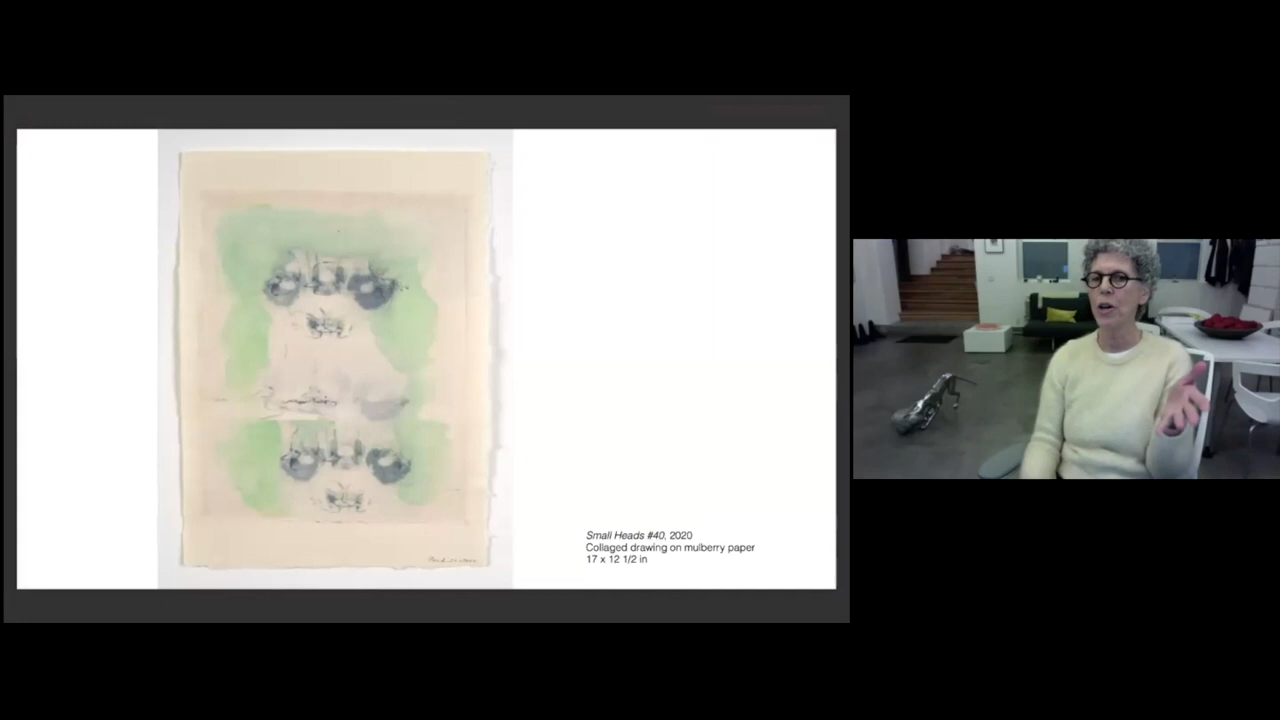 Small Heads #40, 2020
Collaged drawing on mulberry paper
17 x 12 1/2 in